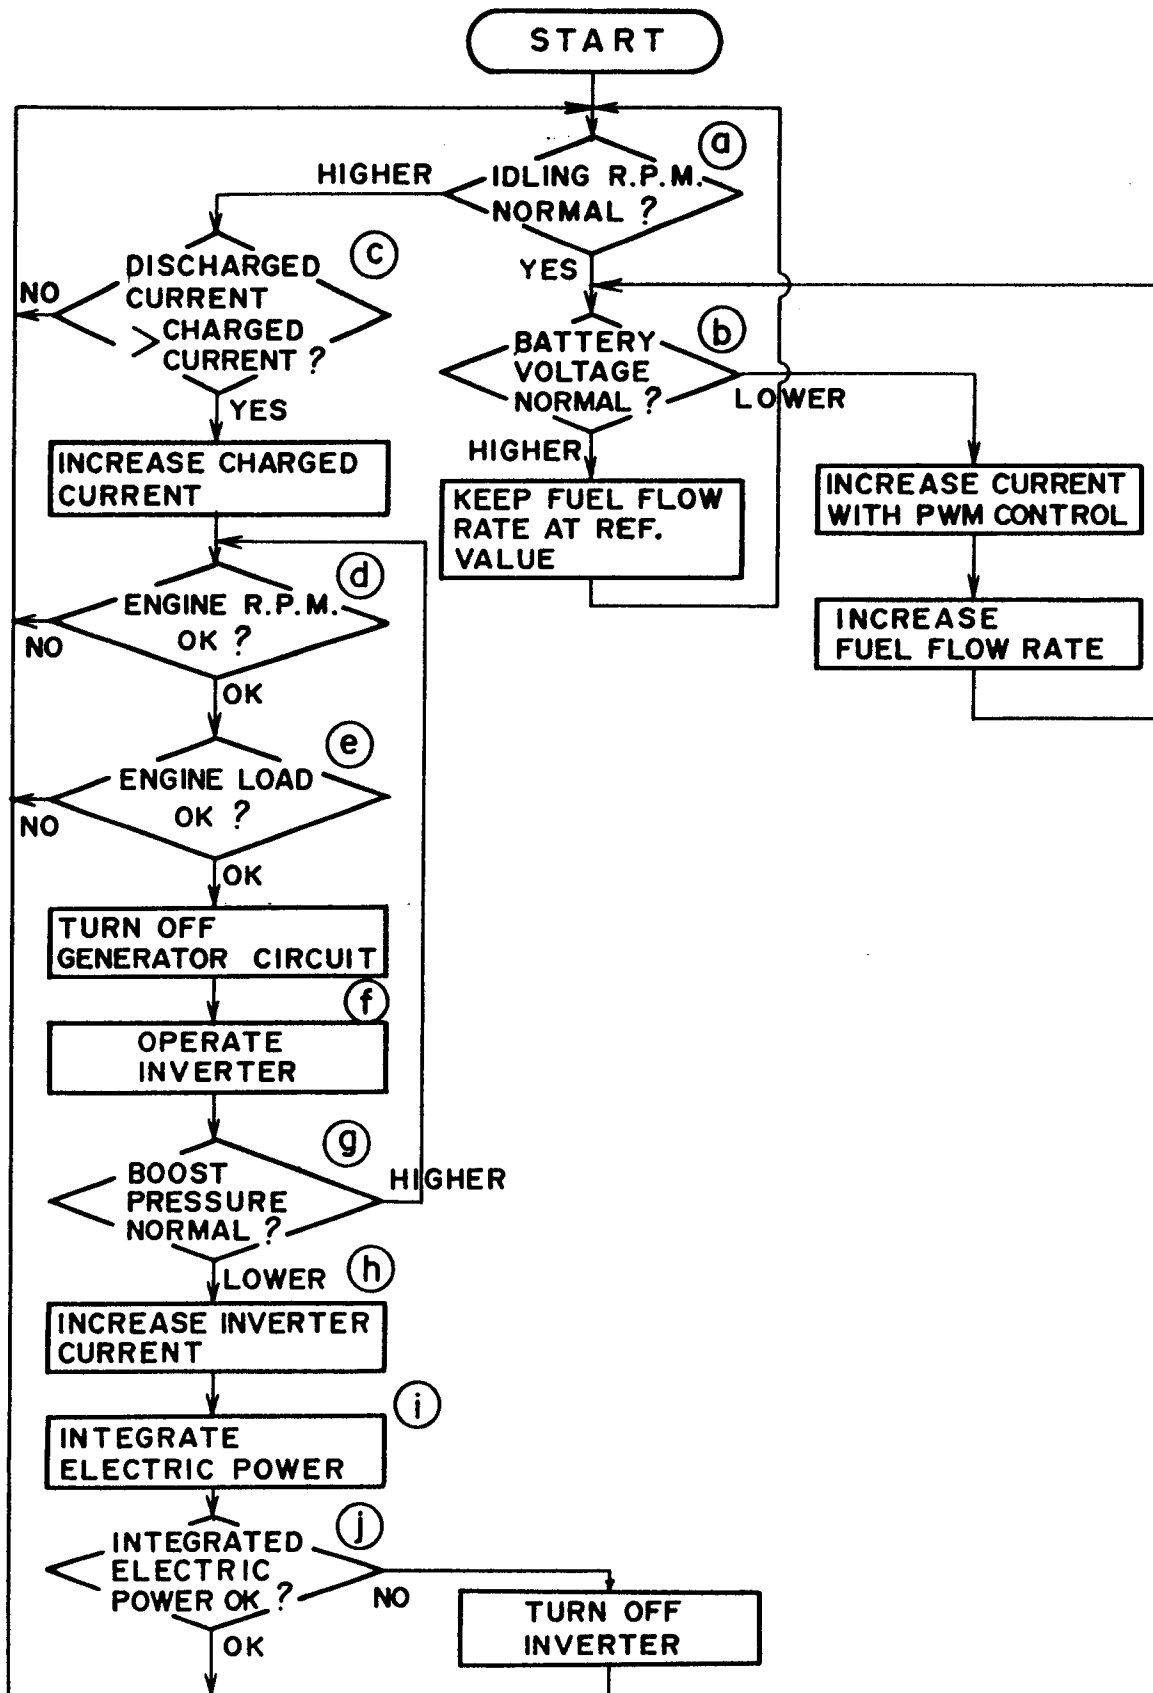 START
a
IDLING R.P.M.
NORMAL ?
HIGHER
YES
c
DISCHARGED
CURRENT
> CHARGED
CURRENT ?
NO
YES
b
BATTERY
VOLTAGE
NORMAL ?
LOWER
HIGHER
INCREASE CHARGED
CURRENT
KEEP FUEL FLOW
RATE AT REF.
VALUE
INCREASE CURRENT
WITH PWM CONTROL
INCREASE
FUEL FLOW RATE
d
ENGINE R.P.M.
OK ?
NO
OK
e
ENGINE LOAD
OK ?
NO
OK
TURN OFF
GENERATOR CIRCUIT
f
OPERATE
INVERTER
g
BOOST
PRESSURE
NORMAL ?
HIGHER
LOWER
h
INCREASE INVERTER
CURRENT
i
INTEGRATE
ELECTRIC POWER
j
INTEGRATED
ELECTRIC
POWER OK ?
NO
OK
TURN OFF
INVERTER